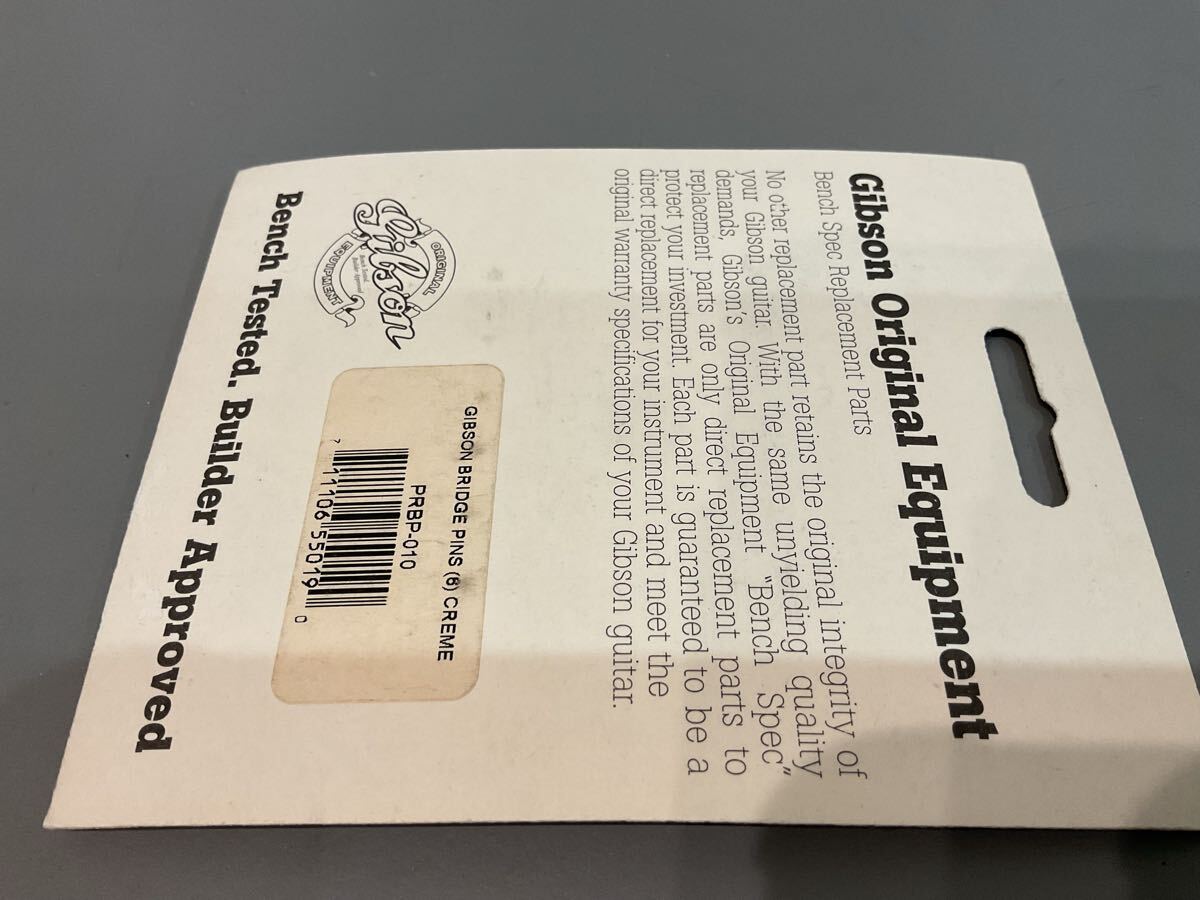 Gibson Original Equipment
Bench Spec Replacement Parts
No other replacement part retains the original integrity of
your Gibson guitar. With the same unyielding quality
demands, Gibson's Original Equipment "Bench Spec"
replacement parts are only direct replacement parts to
protect your investment. Each part is guaranteed to be a
direct replacement for your instrument and meet the
original warranty specifications of your Gibson guitar.
ORIGINAL
Gibson
Bench Tested.
Builder Approved
EQUIPMENT
GIBSON BRIDGE PINS (6) CREME
PRBP-010
7 11106 55019 0
Bench Tested. Builder Approved